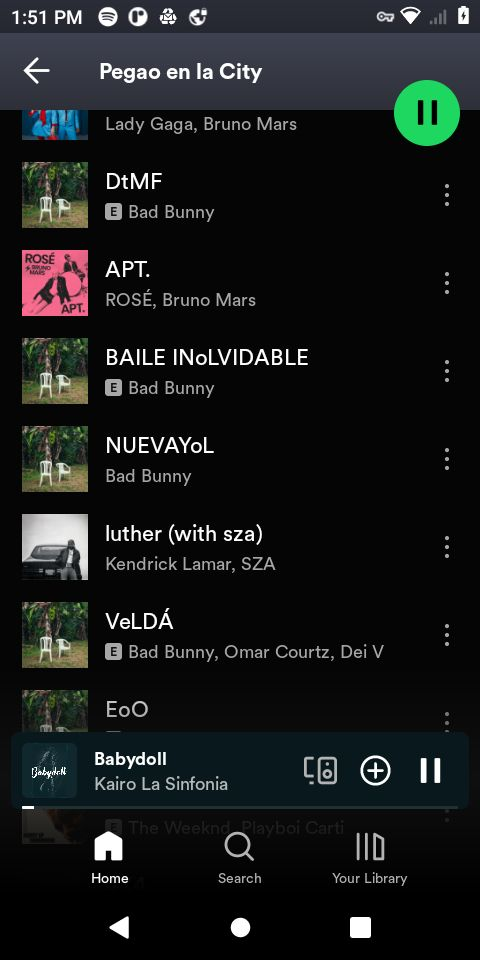 1:51 PM
Pegao en la City
Lady Gaga, Bruno Mars
DtMF
E Bad Bunny
ROSÉ
& BRUNO
MARS
APT.
APT.
ROSÉ, Bruno Mars
BAILE INoLVIDABLE
E Bad Bunny
NUEVAYoL
Bad Bunny
luther (with sza)
Kendrick Lamar, SZA
VeLDÁ
E Bad Bunny, Omar Courtz, Dei V
EoO
Babydoll
Babydoll
Kairo La Sinfonia
E The Weeknd, Playboi Carti
Home
Search
Your Library